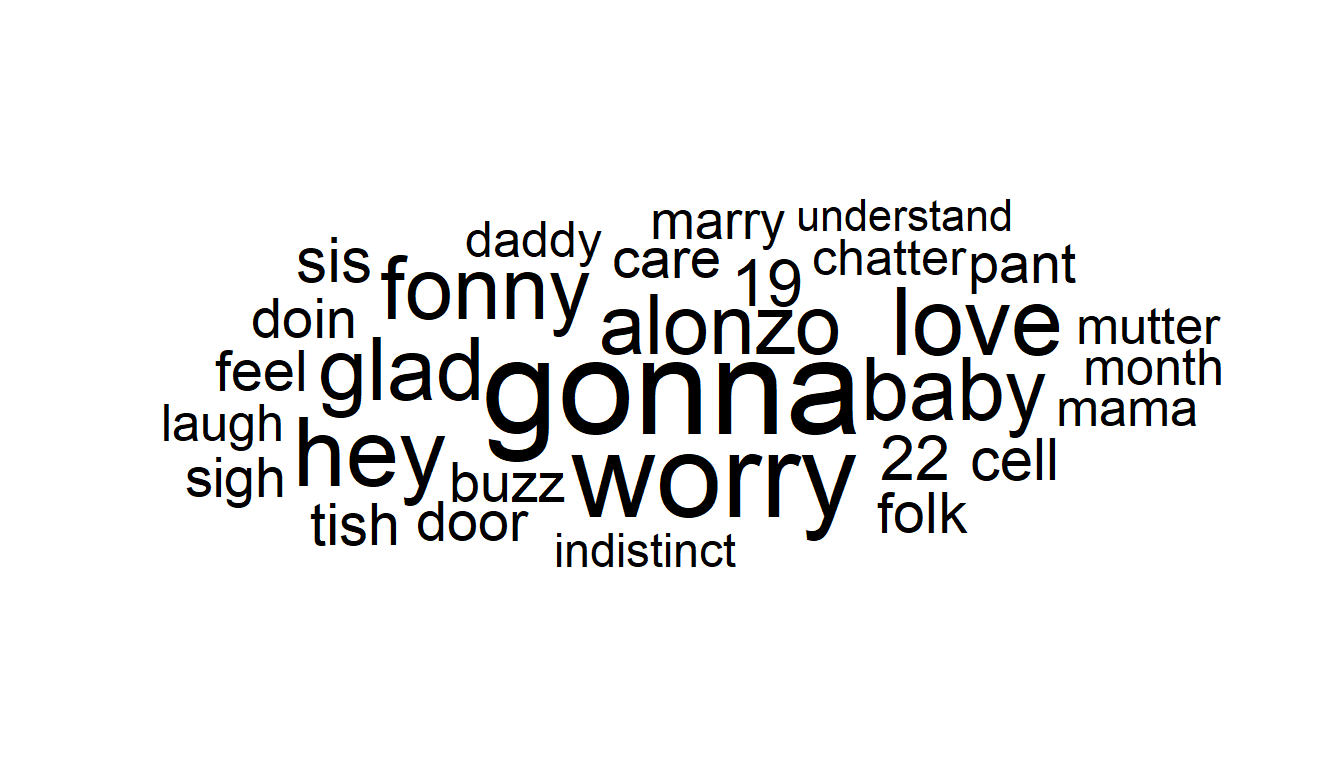 marry understand
daddy care chatter pant
sis fonny 19
doin alonzo love mutter
feel glad gonna baby month
laugh mama
sigh hey buzz worry 22 cell
tish door folk
indistinct